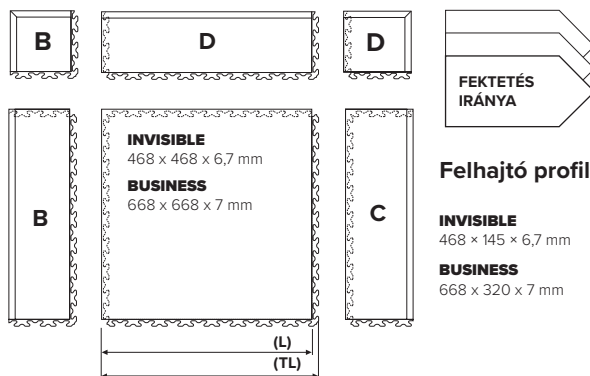 B
D
D
FEKTETÉS
IRÁNYA
B
INVISIBLE
468 x 468 x 6,7 mm
BUSINESS
668 x 668 x 7 mm
C
Felhajtó profil
INVISIBLE
468 × 145 × 6,7 mm
BUSINESS
668 x 320 x 7 mm
(L)
(TL)